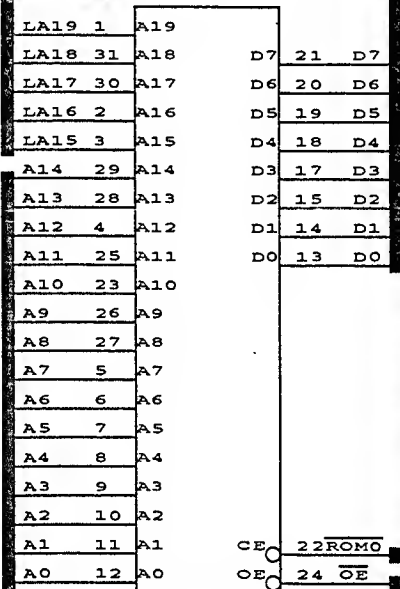 LA19 1 A19
LA18 31 A18 D7 21 D7
LA17 30 A17 D6 20 D6
LA16 2 A16 D5 19 D5
LA15 3 A15 D4 18 D4
A14 29 A14 D3 17 D3
A13 28 A13 D2 15 D2
A12 4 A12 D1 14 D1
A11 25 A11 D0 13 D0
A10 23 A10
A9 26 A9
A8 27 A8
A7 5 A7
A6 6 A6
A5 7 A5
A4 8 A4
A3 9 A3
A2 10 A2
A1 11 A1 CE 22 ROM0
A0 12 A0 OE 24 OE